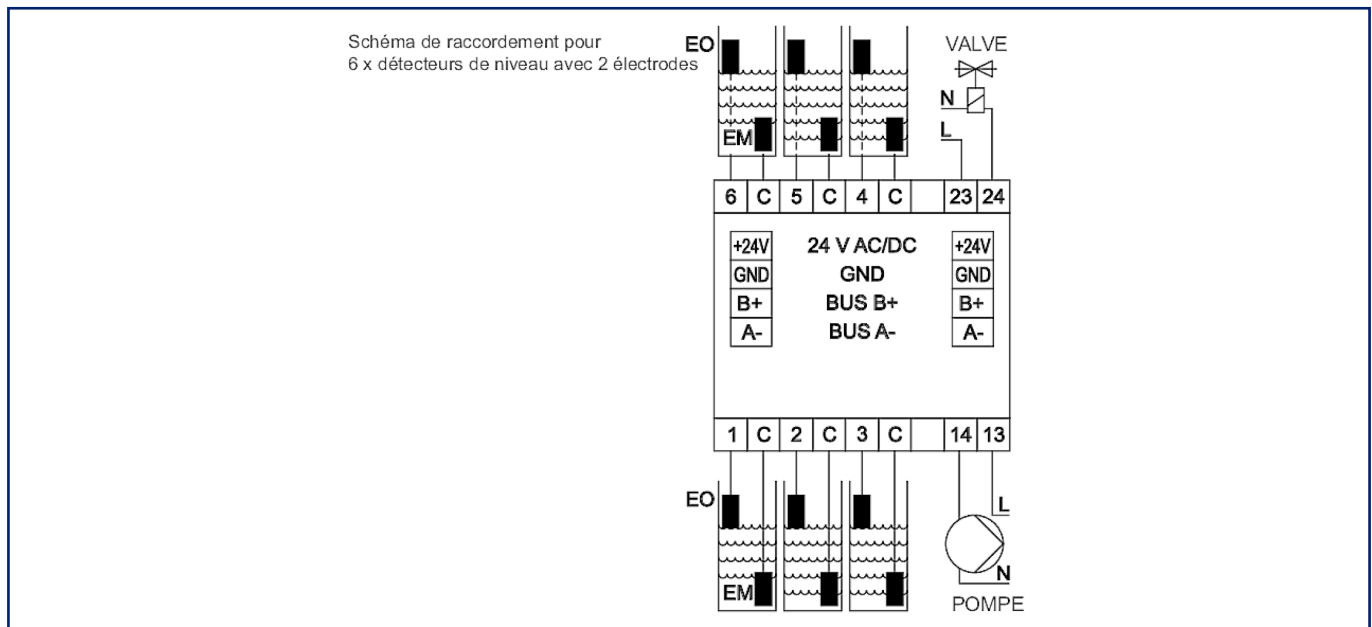 Schéma de raccordement pour
6 x détecteurs de niveau avec 2 électrodes
EO
VALVE
N
L
EM
6 C 5 C 4 C 23 24
+24V 24 V AC/DC +24V
GND GND GND
B+ BUS B+ B+
A- BUS A- A-
1 C 2 C 3 C 14 13
EO
L
N
EM
POMPE